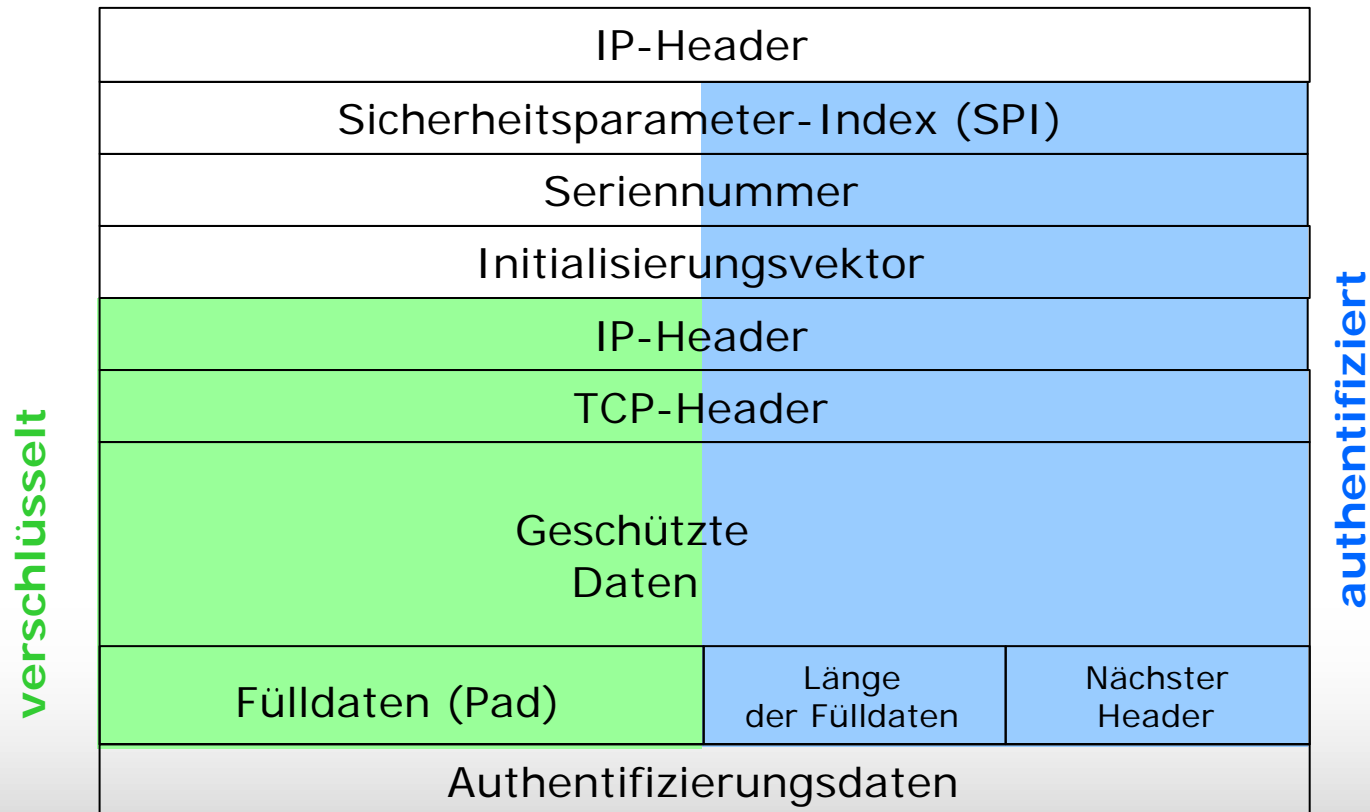 IP-Header
Sicherheitsparameter-Index (SPI)
Seriennummer
Initialisierungsvektor
IP-Header
TCP-Header
Geschützte
Daten
Fülldaten (Pad)
Länge
der Fülldaten
Nächster
Header
Authentifizierungsdaten
verschlüsselt
authentifiziert